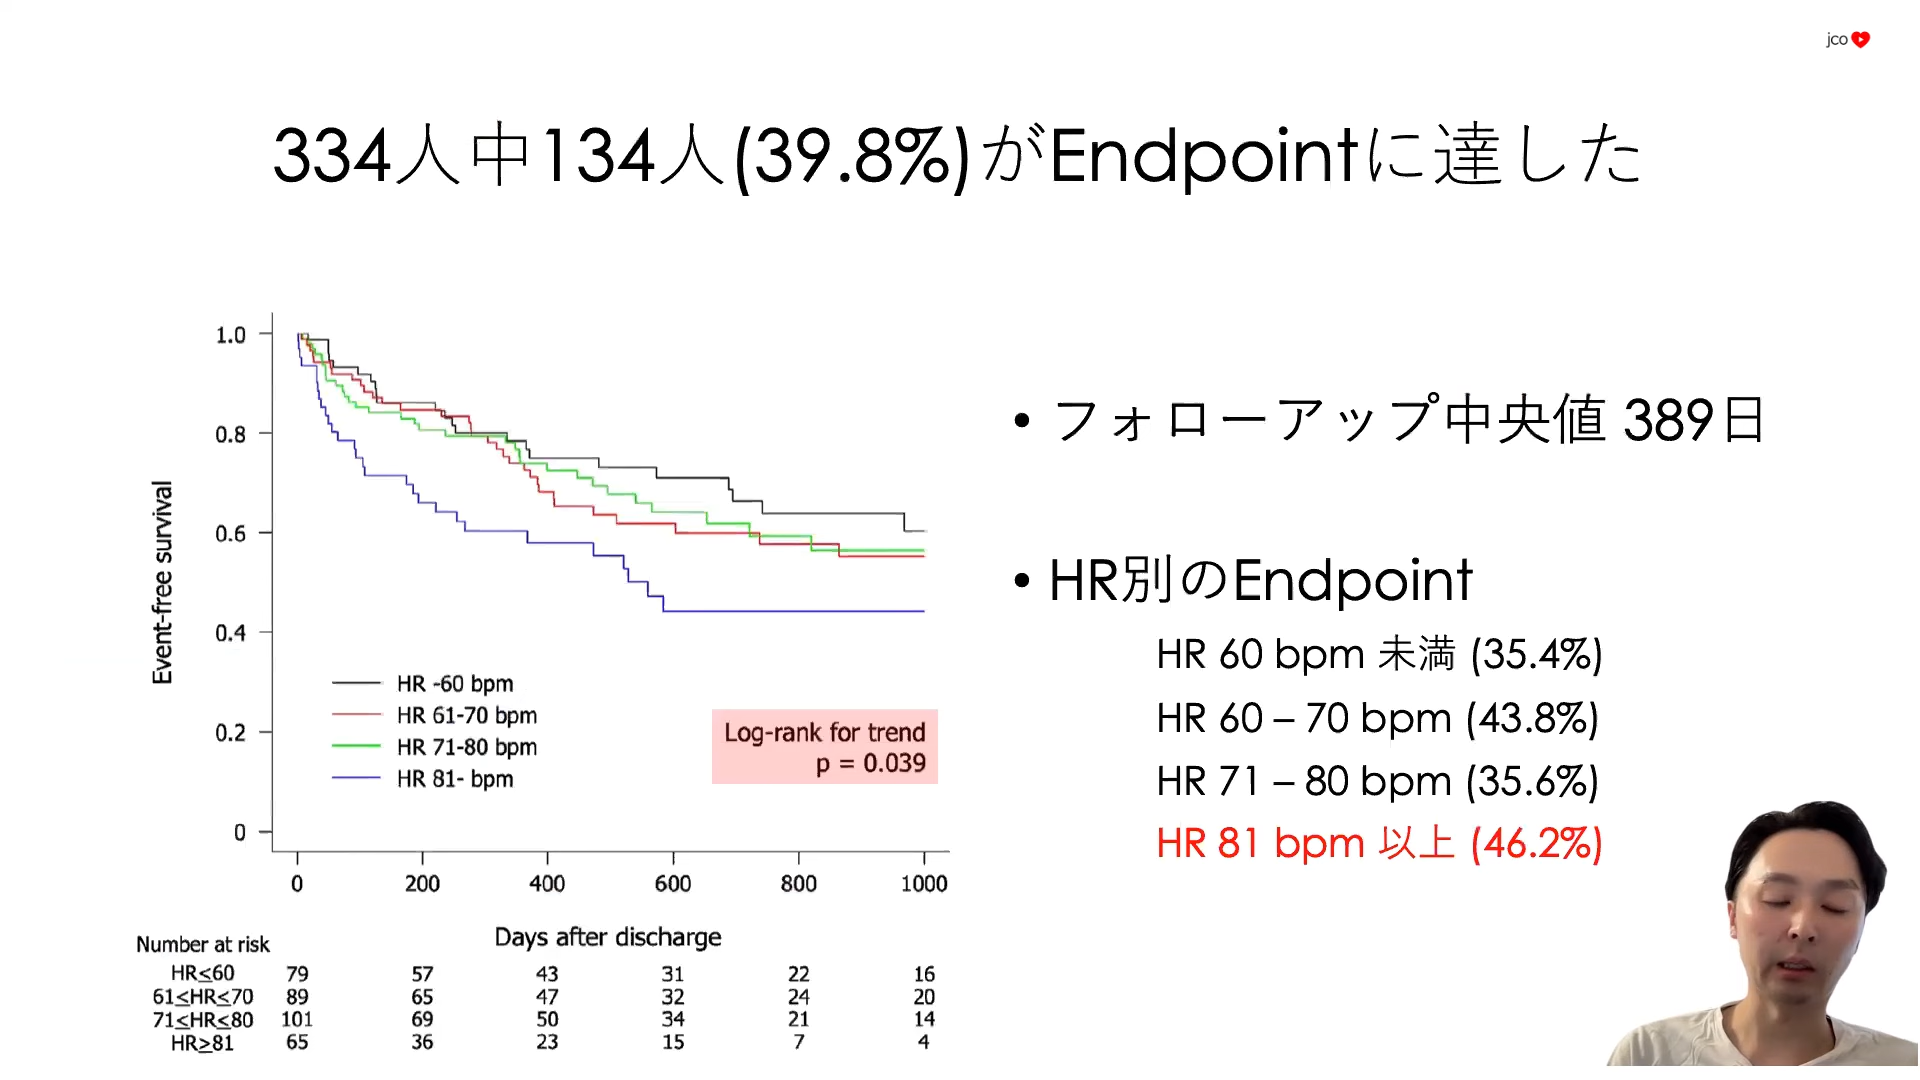 jco
334人中134人(39.8%)がEndpointに達した
1.0
0.8
0.6
0.4
0.2
0
Event-free survival
HR -60 bpm
HR 61-70 bpm
HR 71-80 bpm
HR 81- bpm
Log-rank for trend
p = 0.039
0 200 400 600 800 1000
Days after discharge
Number at risk
HR≤60 79 57 43 31 22 16
61≤HR≤70 89 65 47 32 24 20
71≤HR≤80 101 69 50 34 21 14
HR≥81 65 36 23 15 7 4
• フォローアップ中央値 389日
• HR別のEndpoint
HR 60 bpm 未満 (35.4%)
HR 60 – 70 bpm (43.8%)
HR 71 – 80 bpm (35.6%)
HR 81 bpm 以上 (46.2%)